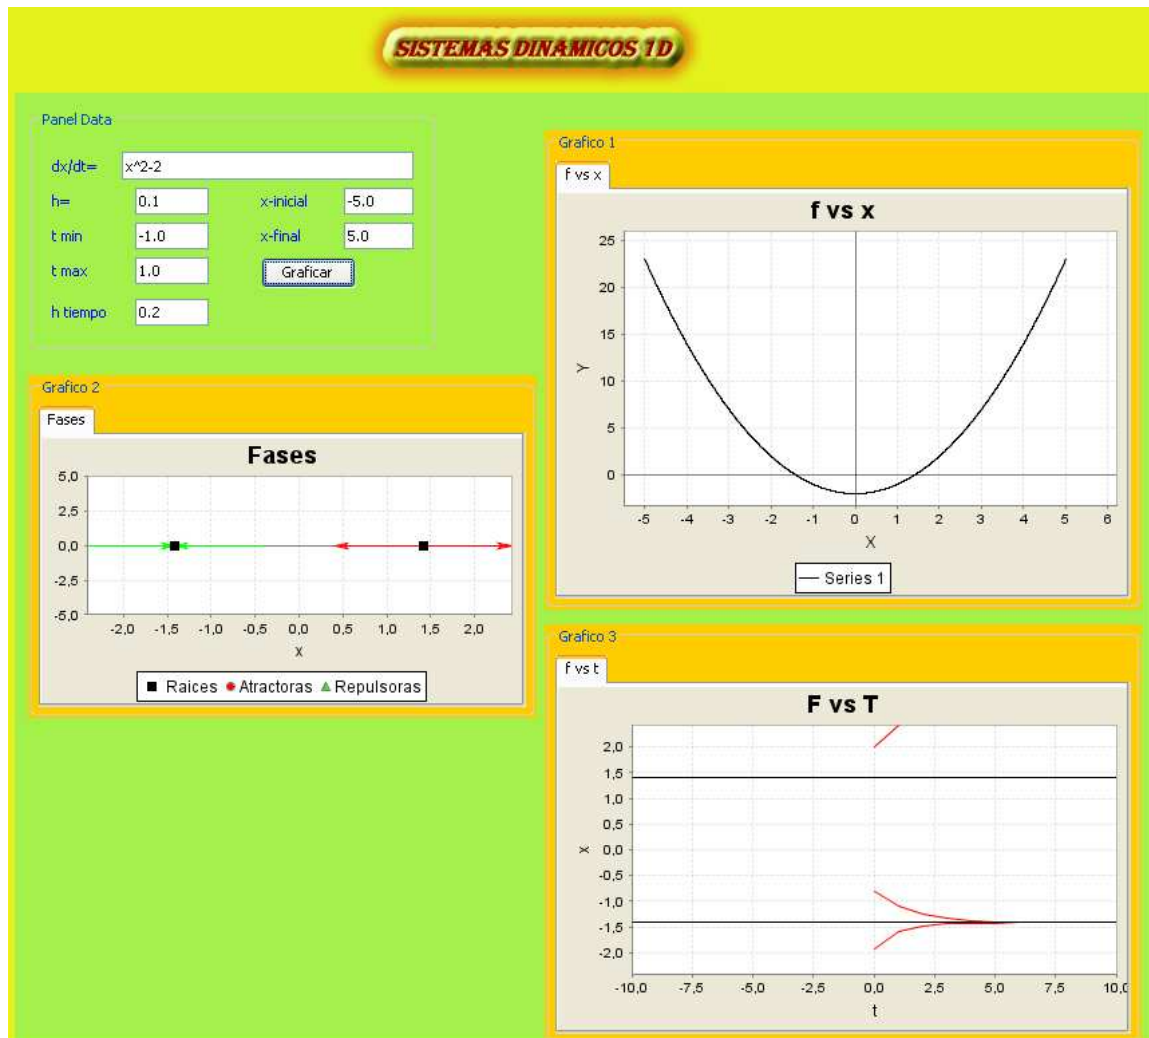 SISTEMAS DINAMICOS 1D
Panel Data
dx/dt= x^2-2
h= 0.1 x-inicial -5.0
t min -1.0 x-final 5.0
t max 1.0 Graficar
h tiempo 0.2
Grafico 2
Fases
Fases
5,0
2,5
0,0
-2,5
-5,0
-2,0 -1,5 -1,0 -0,5 0,0 0,5 1,0 1,5 2,0
x
Raices Atractoras Repulsoras
Grafico 1
f vs x
f vs x
25
20
15
10
5
0
Y
-5 -4 -3 -2 -1 0 1 2 3 4 5 6
X
Series 1
Grafico 3
f vs t
F vs T
2,0
1,5
1,0
0,5
0,0
-0,5
-1,0
-1,5
-2,0
x
-10,0 -7,5 -5,0 -2,5 0,0 2,5 5,0 7,5 10,0
t